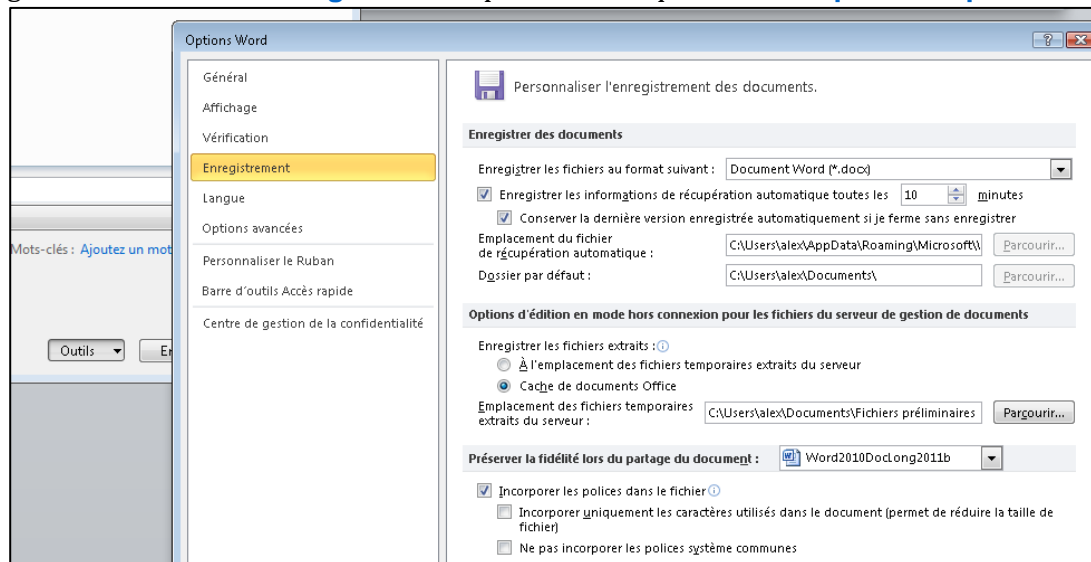 Options Word
Général
Affichage
Vérification
Enregistrement
Langue
Options avancées
Personnaliser le Ruban
Barre d'outils Accès rapide
Centre de gestion de la confidentialité
Mots-clés : Ajoutez un mot
Outils
Personnaliser l'enregistrement des documents.
Enregistrer des documents
Enregistrer les fichiers au format suivant : Document Word (*.docx)
Enregistrer les informations de récupération automatique toutes les 10 minutes
Conserver la dernière version enregistrée automatiquement si je ferme sans enregistrer
Emplacement du fichier
de récupération automatique : C:\Users\alex\AppData\Roaming\Microsoft\ Parcourir...
Dossier par défaut : C:\Users\alex\Documents\ Parcourir...
Options d'édition en mode hors connexion pour les fichiers du serveur de gestion de documents
Enregistrer les fichiers extraits :
À l'emplacement des fichiers temporaires extraits du serveur
Cache de documents Office
Emplacement des fichiers temporaires
extraits du serveur : C:\Users\alex\Documents\Fichiers préliminaires Parcourir...
Préserver la fidélité lors du partage du document : Word2010DocLong2011b
Incorporer les polices dans le fichier
Incorporer uniquement les caractères utilisés dans le document (permet de réduire la taille de
fichier)
Ne pas incorporer les polices système communes